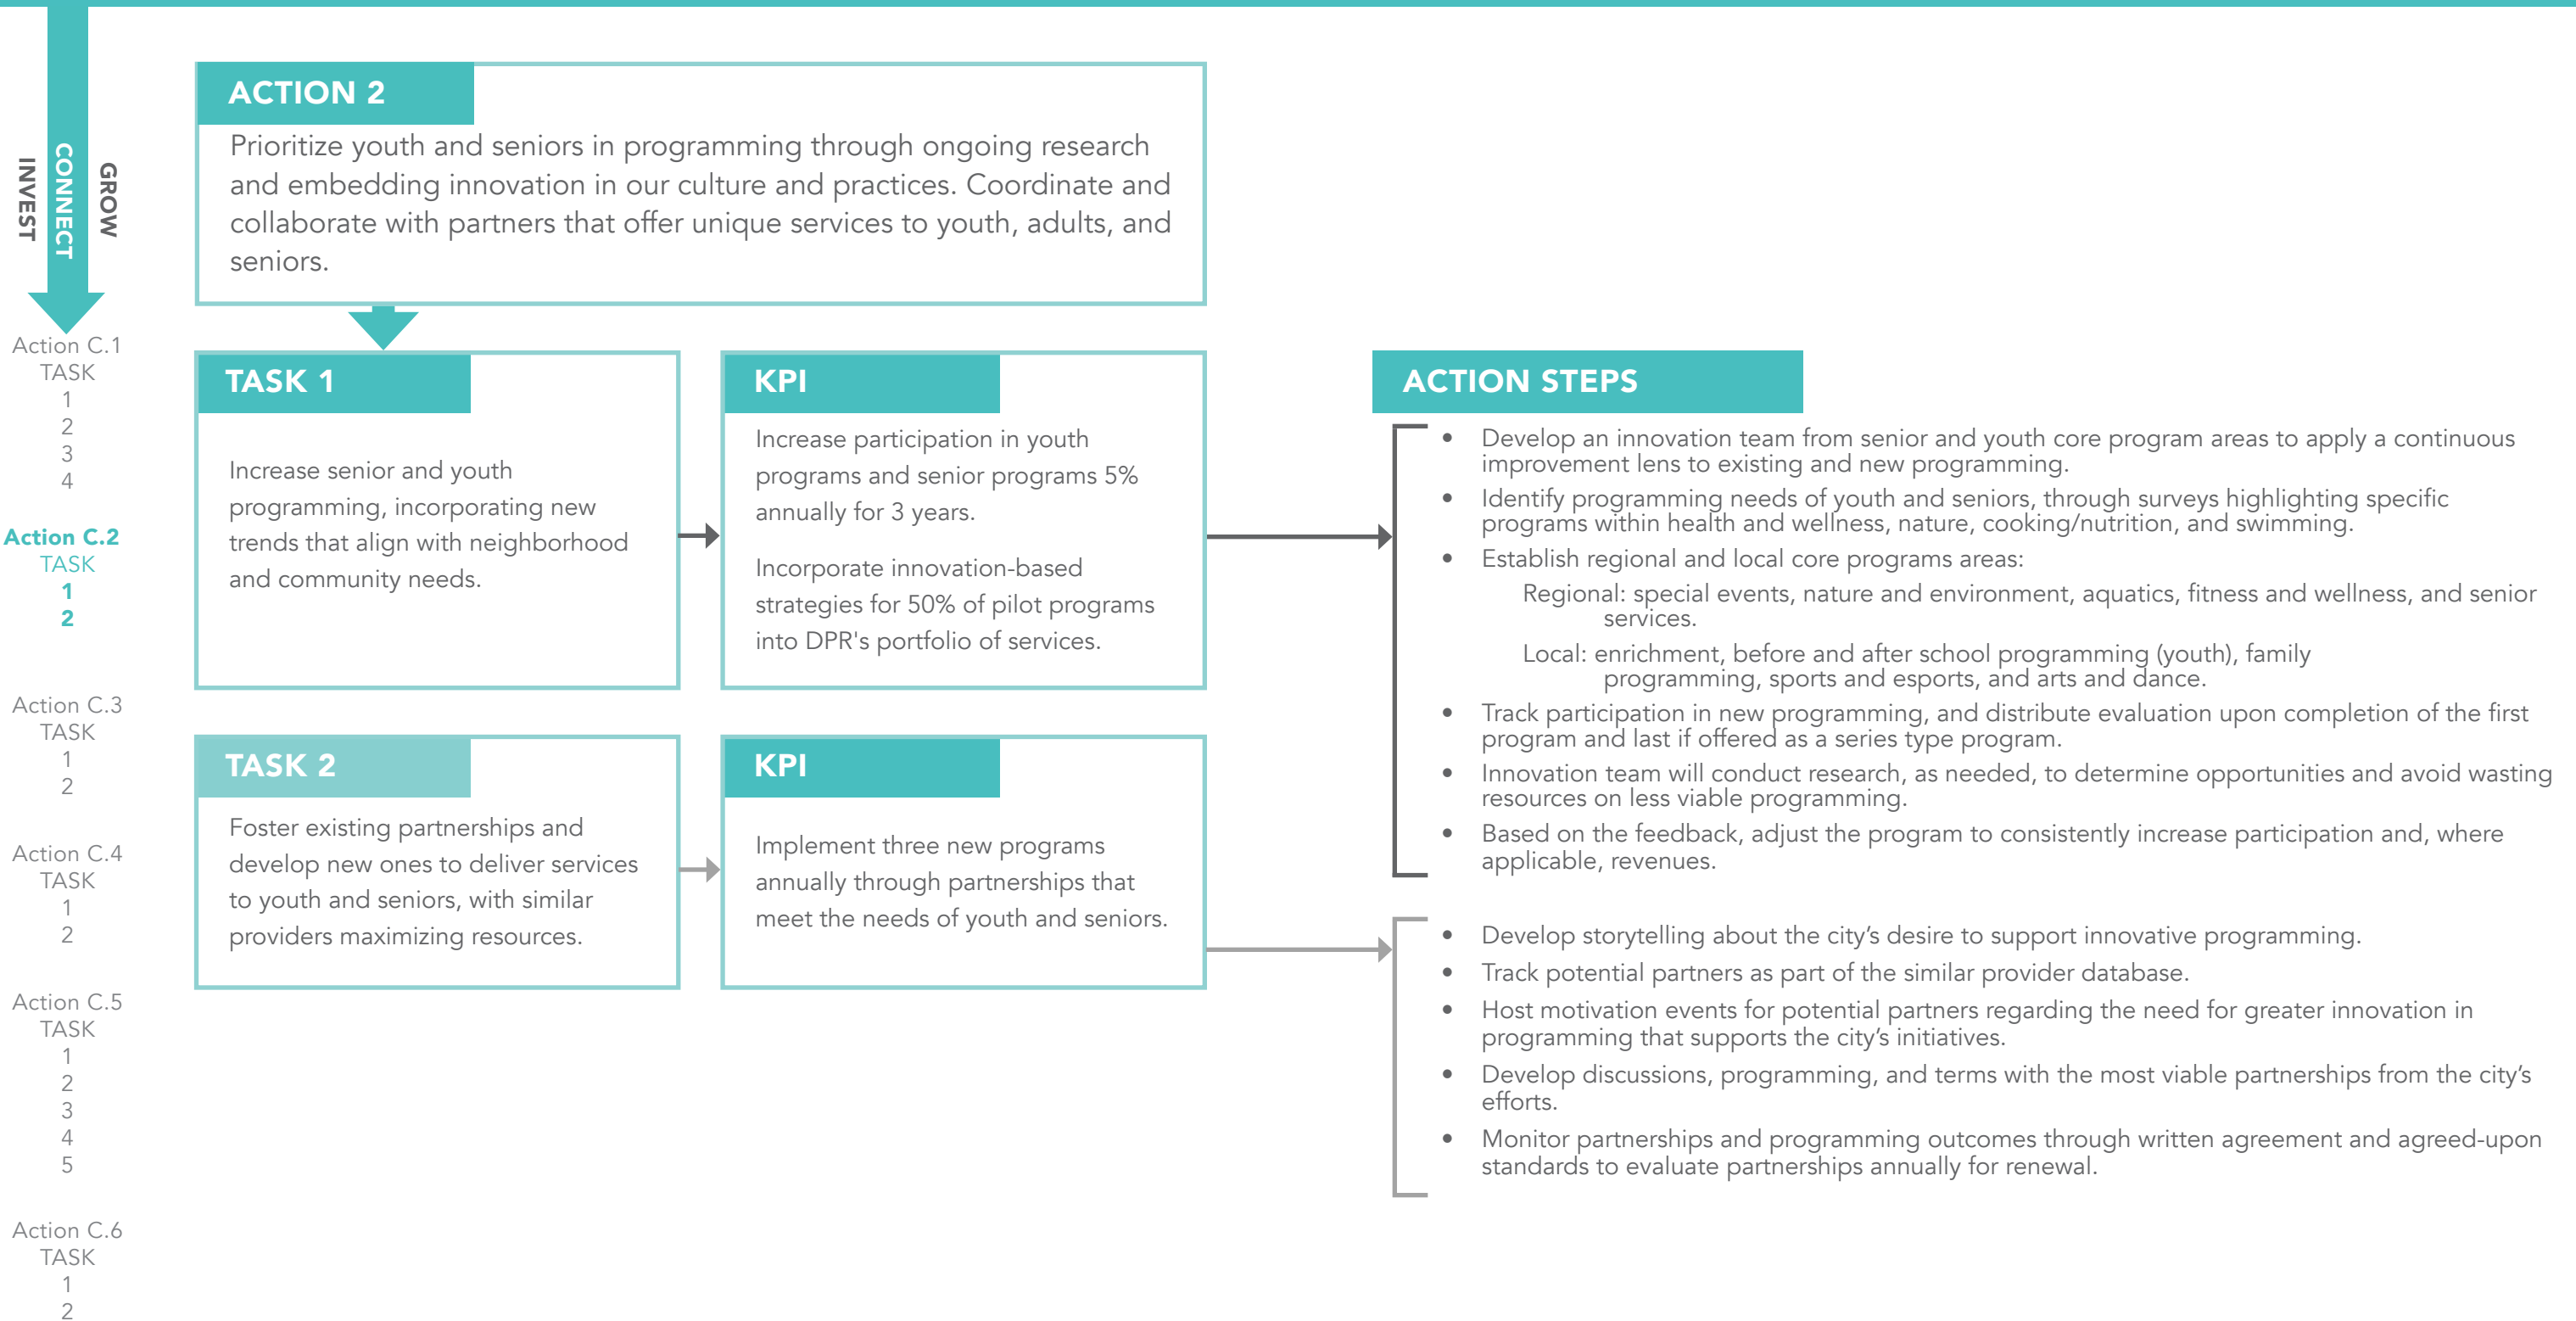 INVEST
CONNECT
GROW
Action C.1
TASK
1
2
3
4
Action C.2
TASK
1
2
Action C.3
TASK
1
2
Action C.4
TASK
1
2
Action C.5
TASK
1
2
3
4
5
Action C.6
TASK
1
2
ACTION 2
Prioritize youth and seniors in programming through ongoing research
and embedding innovation in our culture and practices. Coordinate and
collaborate with partners that offer unique services to youth, adults, and
seniors.
TASK 1
Increase senior and youth
programming, incorporating new
trends that align with neighborhood
and community needs.
KPI
Increase participation in youth
programs and senior programs 5%
annually for 3 years.
Incorporate innovation-based
strategies for 50% of pilot programs
into DPR's portfolio of services.
TASK 2
Foster existing partnerships and
develop new ones to deliver services
to youth and seniors, with similar
providers maximizing resources.
KPI
Implement three new programs
annually through partnerships that
meet the needs of youth and seniors.
ACTION STEPS
• Develop an innovation team from senior and youth core program areas to apply a continuous
improvement lens to existing and new programming.
• Identify programming needs of youth and seniors, through surveys highlighting specific
programs within health and wellness, nature, cooking/nutrition, and swimming.
• Establish regional and local core programs areas:
Regional: special events, nature and environment, aquatics, fitness and wellness, and senior
services.
Local: enrichment, before and after school programming (youth), family
programming, sports and esports, and arts and dance.
• Track participation in new programming, and distribute evaluation upon completion of the first
program and last if offered as a series type program.
• Innovation team will conduct research, as needed, to determine opportunities and avoid wasting
resources on less viable programming.
• Based on the feedback, adjust the program to consistently increase participation and, where
applicable, revenues.
• Develop storytelling about the city’s desire to support innovative programming.
• Track potential partners as part of the similar provider database.
• Host motivation events for potential partners regarding the need for greater innovation in
programming that supports the city’s initiatives.
• Develop discussions, programming, and terms with the most viable partnerships from the city’s
efforts.
• Monitor partnerships and programming outcomes through written agreement and agreed-upon
standards to evaluate partnerships annually for renewal.